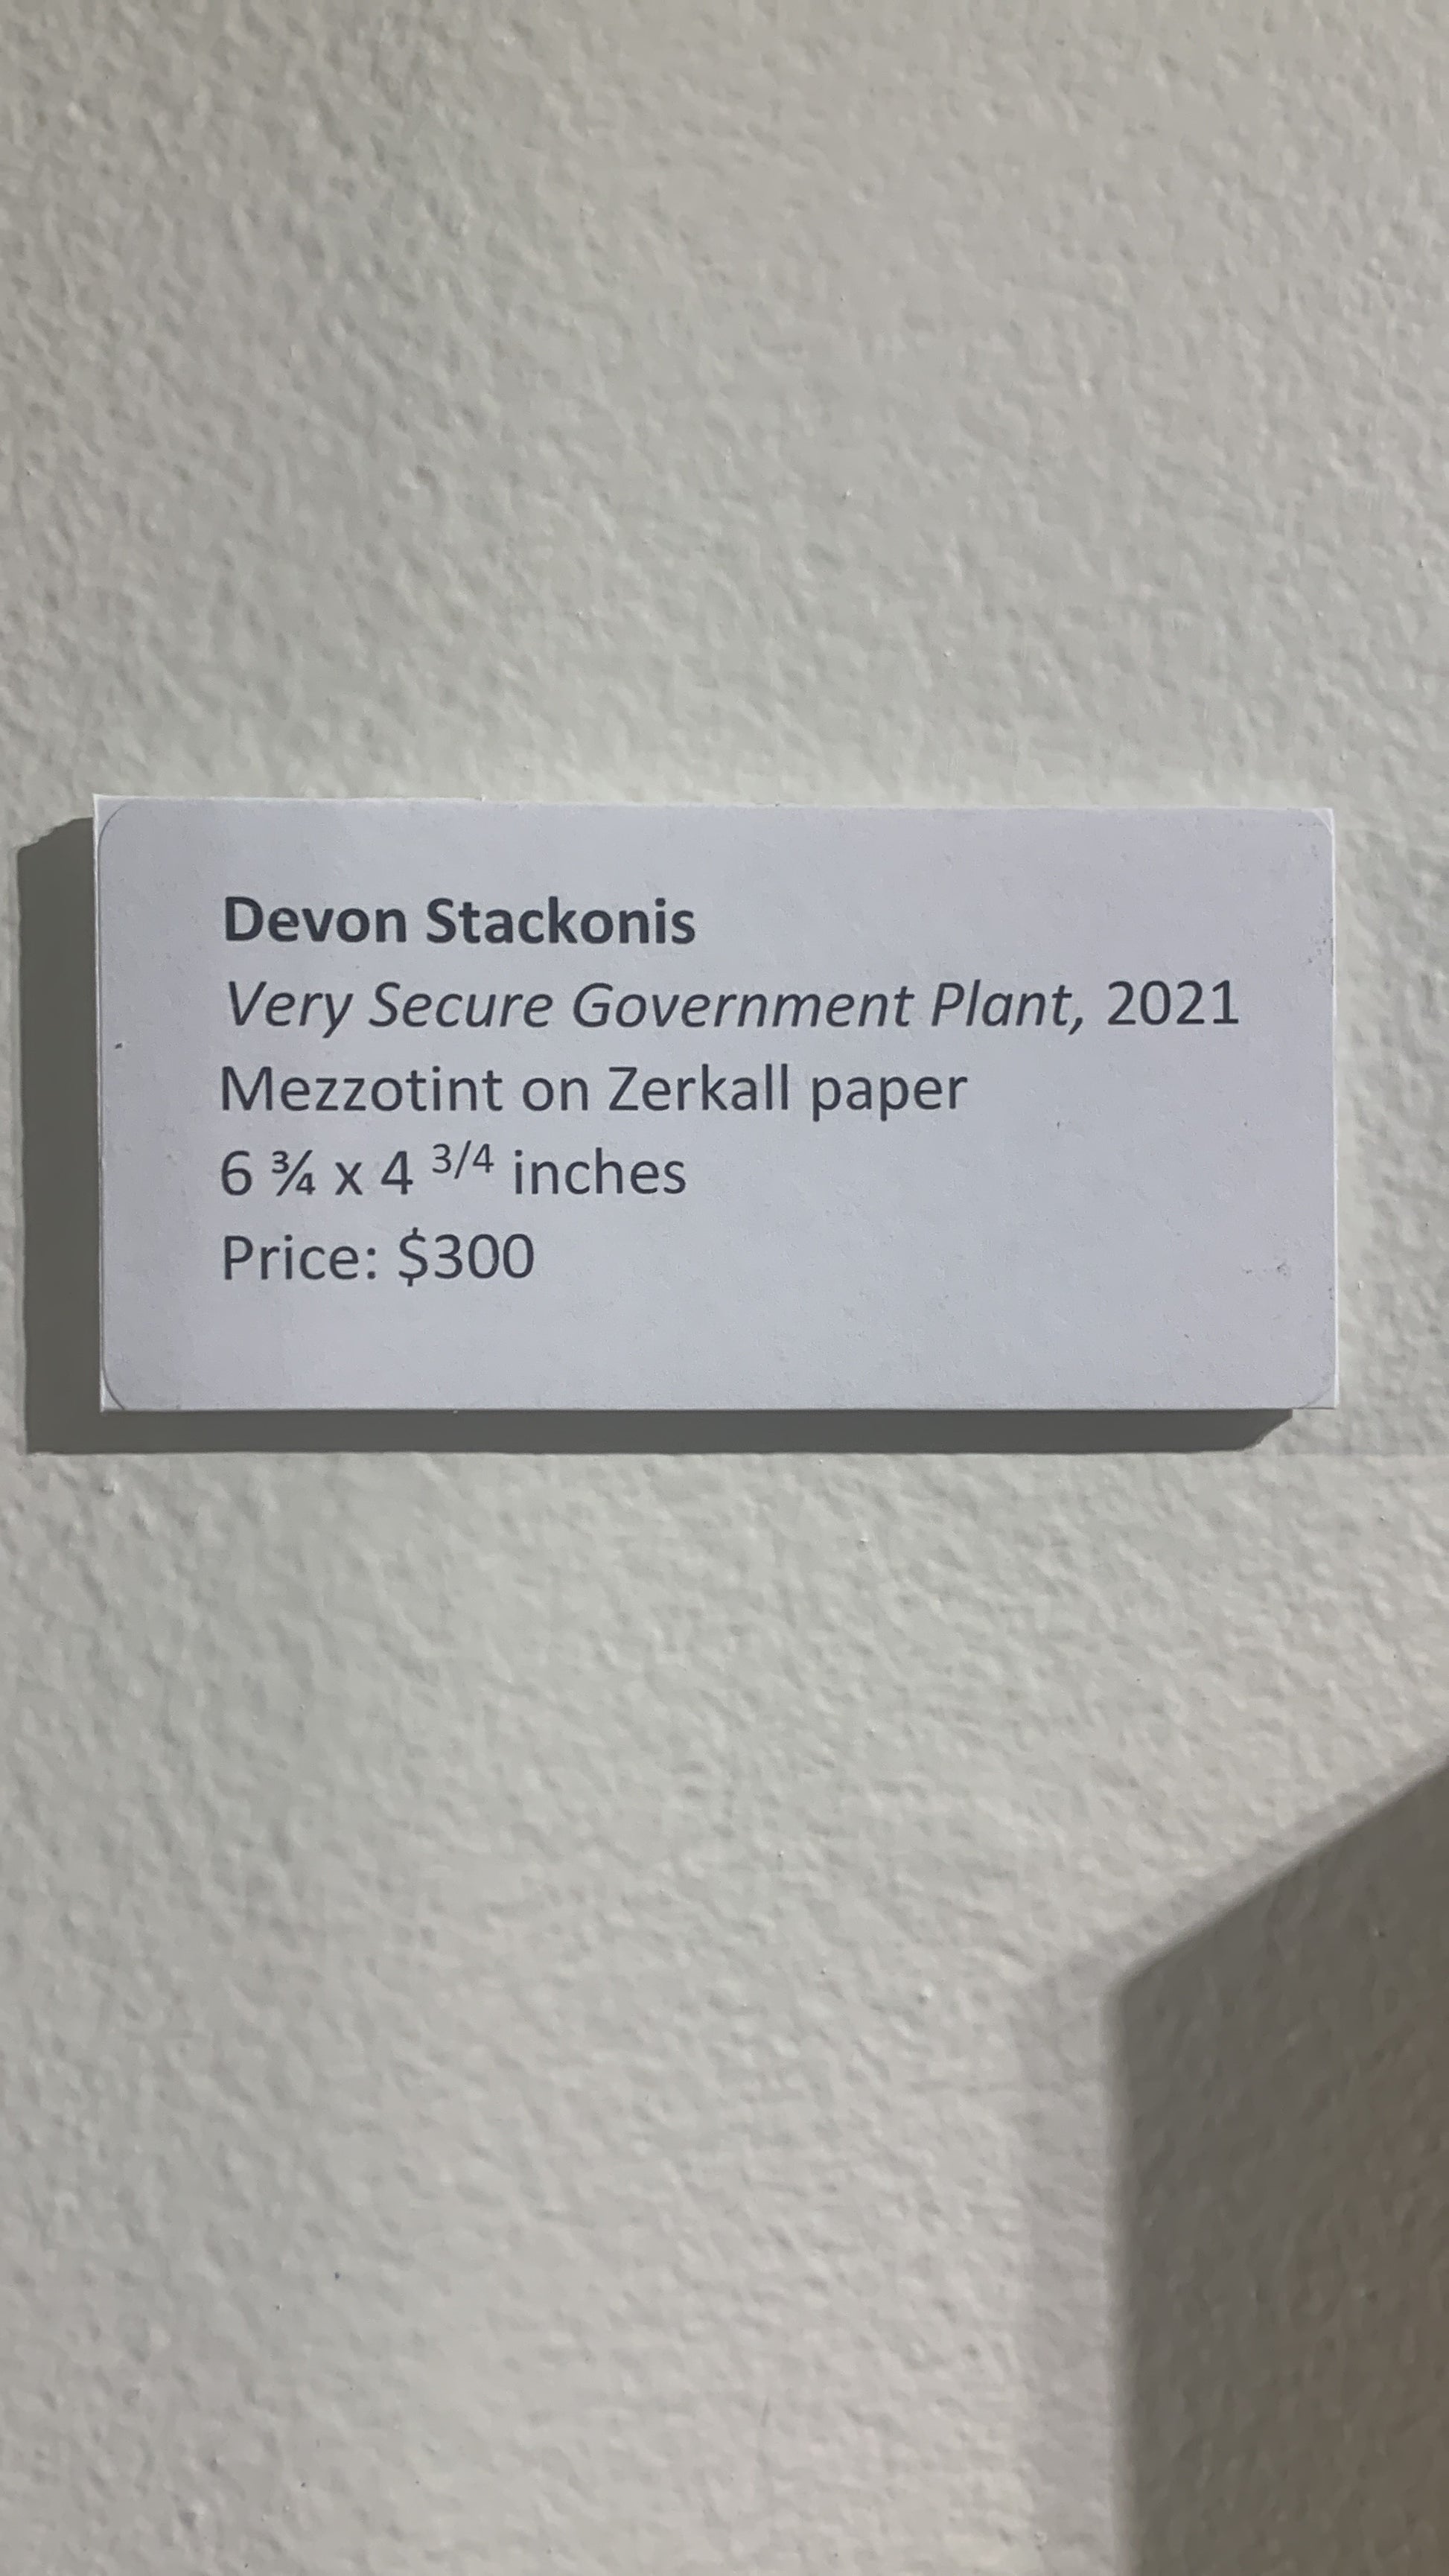 Devon Stackonis
Very Secure Government Plant, 2021
Mezzotint on Zerkall paper
6 ¾ x 4 3/4 inches
Price: $300